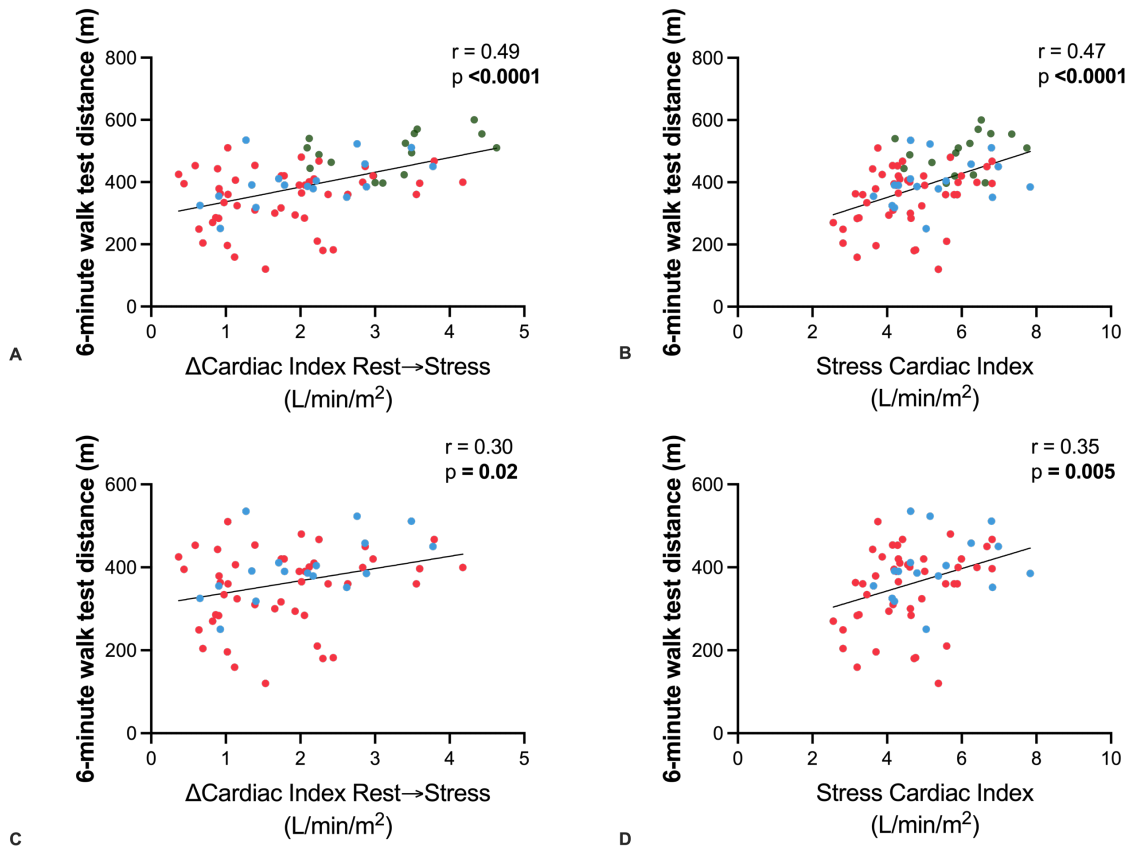 6-minute walk test distance (m)
r = 0.49
p <0.0001
800
600
400
200
0
0 1 2 3 4 5
ΔCardiac Index Rest→Stress
(L/min/m²)
A
6-minute walk test distance (m)
r = 0.47
p <0.0001
800
600
400
200
0
0 2 4 6 8 10
Stress Cardiac Index
(L/min/m²)
B
6-minute walk test distance (m)
r = 0.30
p = 0.02
600
400
200
0
0 1 2 3 4 5
ΔCardiac Index Rest→Stress
(L/min/m²)
C
6-minute walk test distance (m)
r = 0.35
p = 0.005
600
400
200
0
0 2 4 6 8 10
Stress Cardiac Index
(L/min/m²)
D